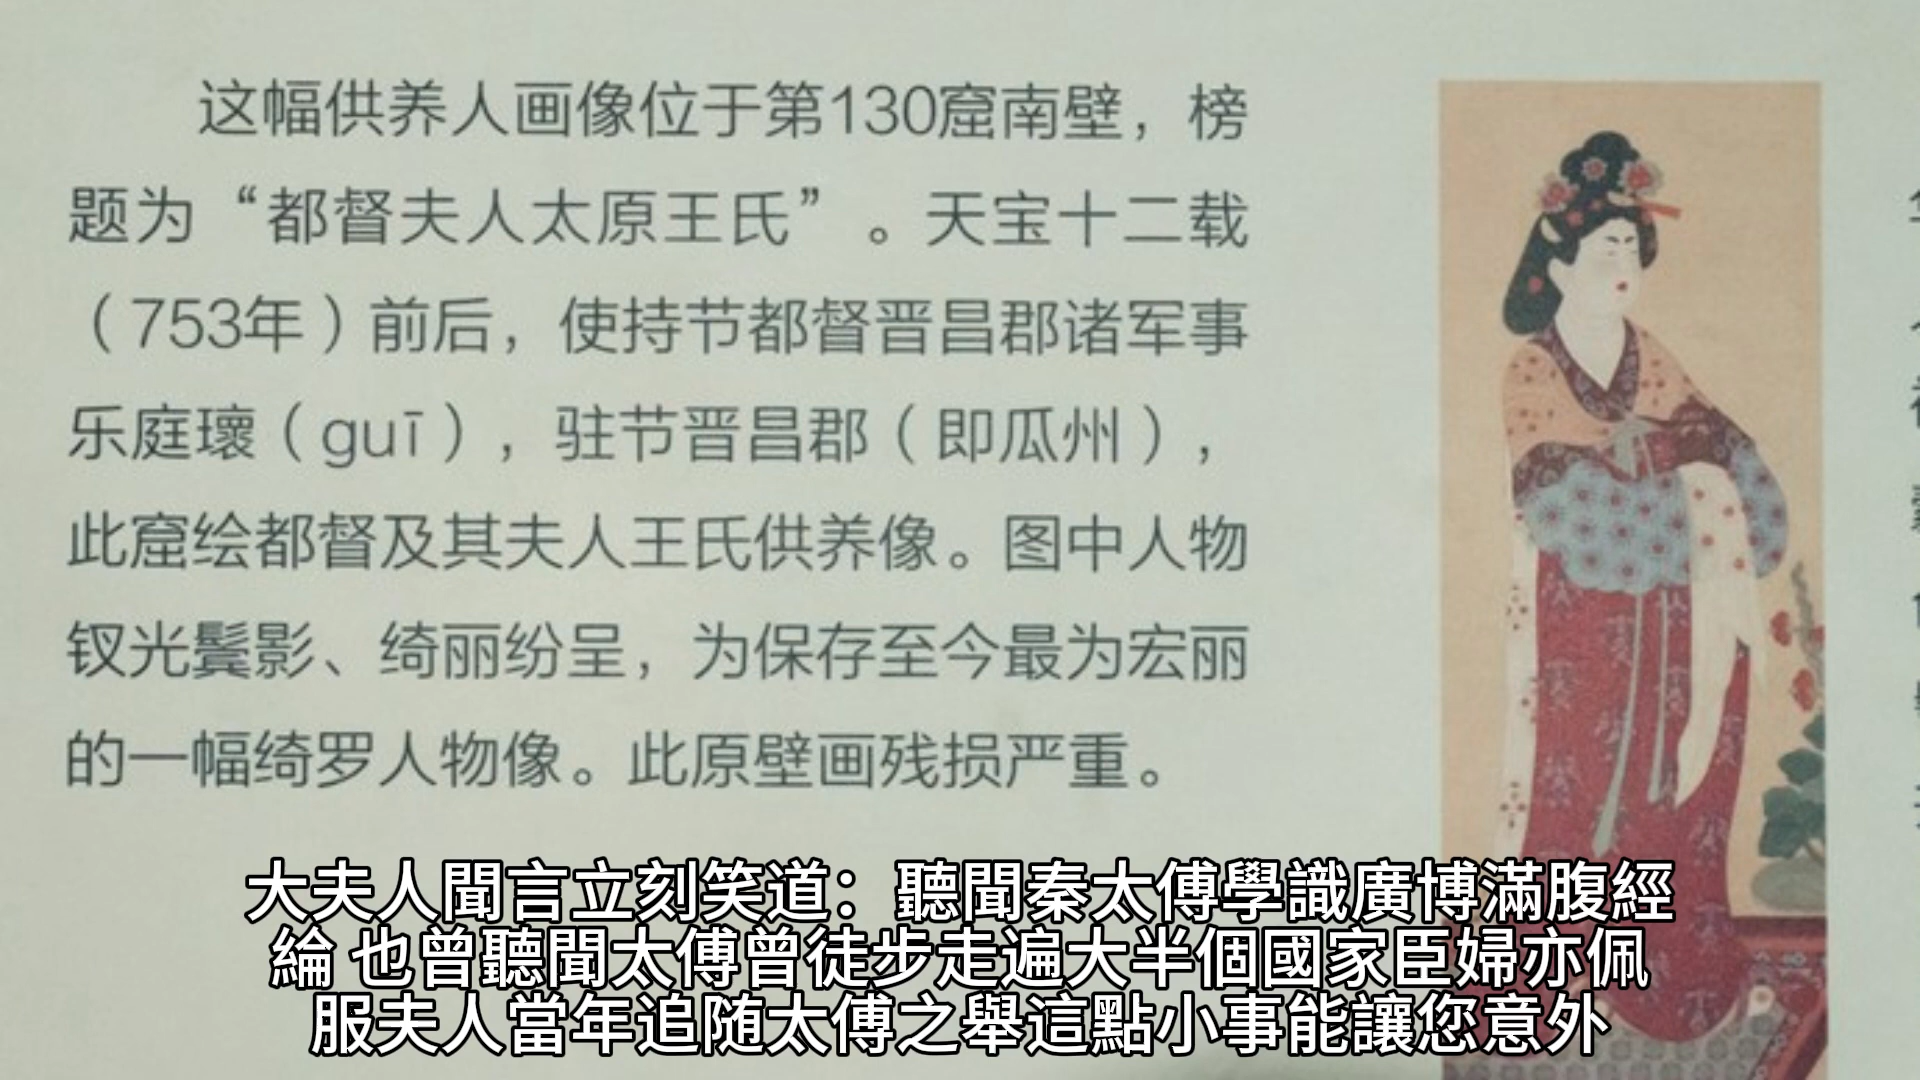 这幅供养人画像位于第130窟南壁，榜
题为“都督夫人太原王氏”。天宝十二载
（753年）前后，使持节都督晋昌郡诸军事
乐庭瓌（guī），驻节晋昌郡（即瓜州），
此窟绘都督及其夫人王氏供养像。图中人物
钗光鬓影、绮丽纷呈，为保存至今最为宏丽
的一幅绮罗人物像。此原壁画残损严重。
大夫人聞言立刻笑道：聽聞秦太傅學識廣博滿腹經
綸 也曾聽聞太傅曾徒步走遍大半個國家臣婦亦佩
服夫人當年追随太傅之舉這點小事能讓您意外